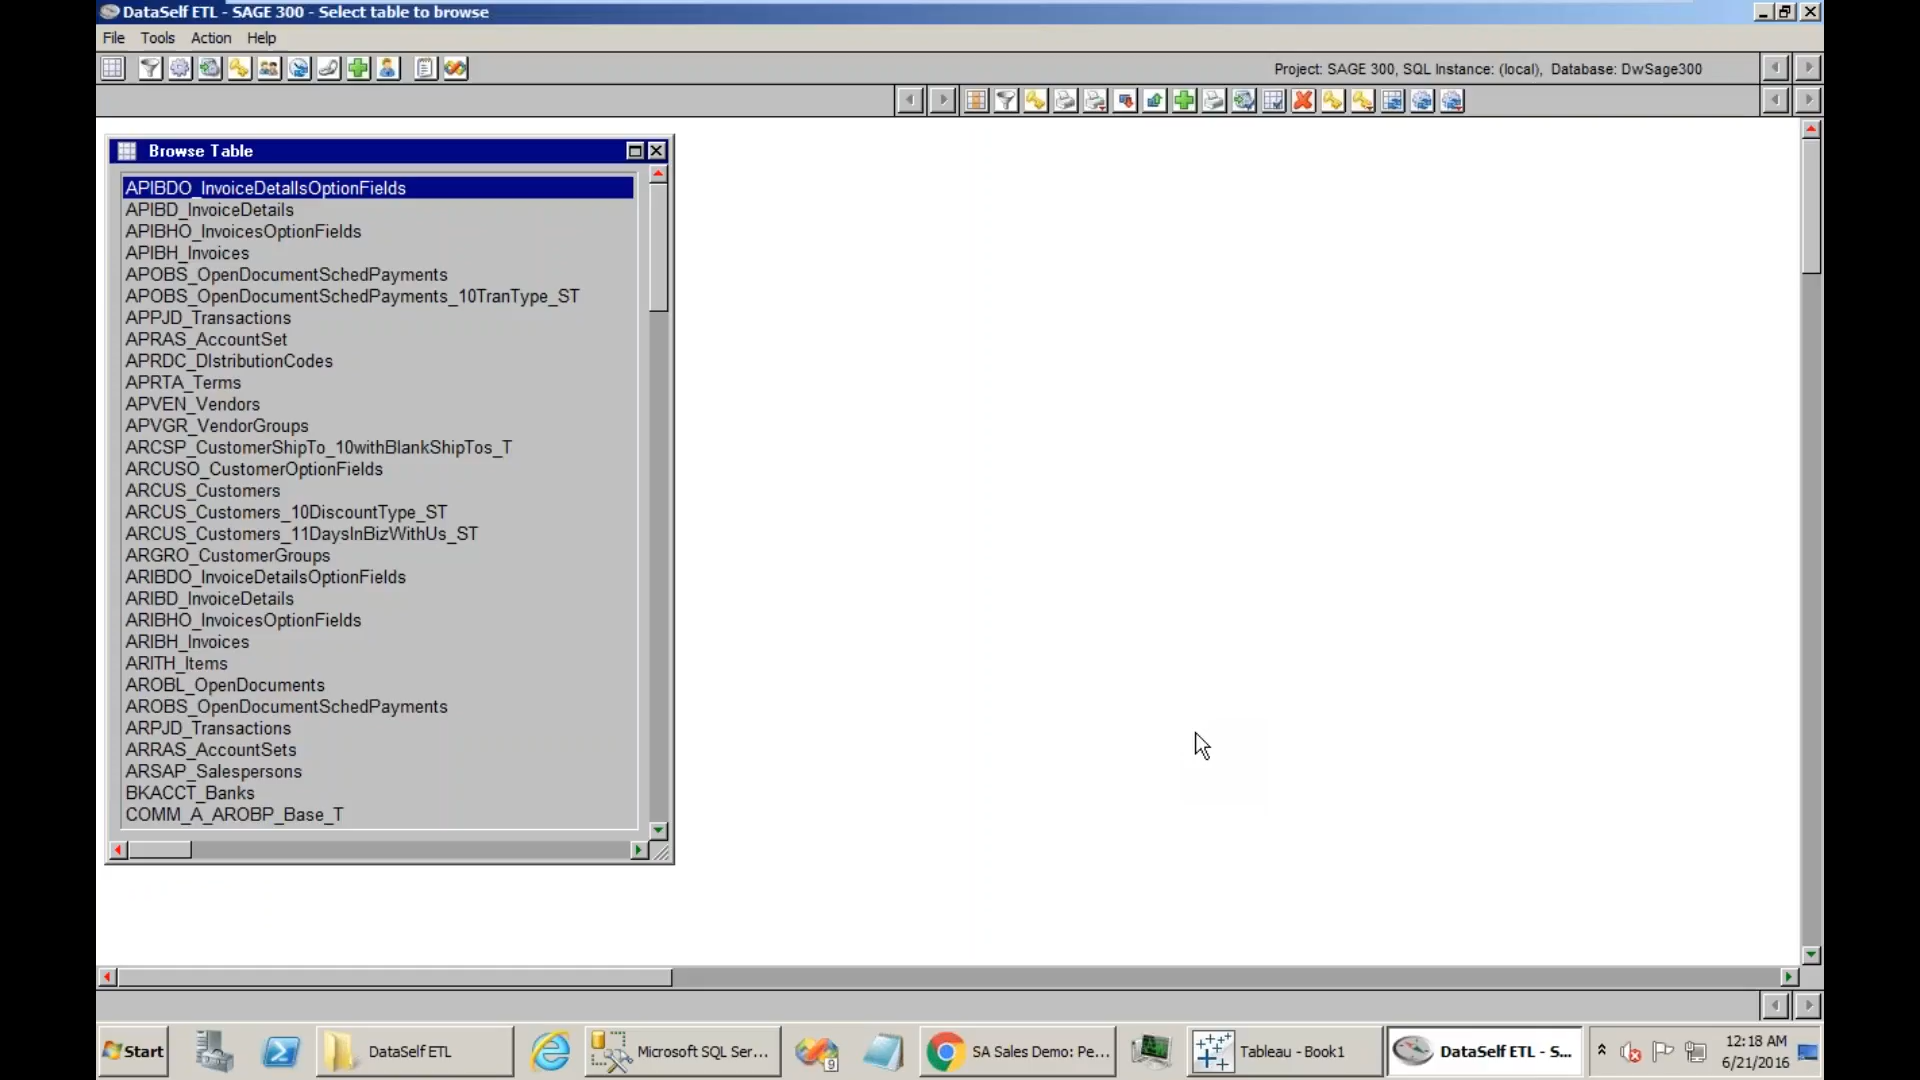 DataSelf ETL - SAGE 300 - Select table to browse
File Tools Action Help
Project: SAGE 300, SQL Instance: (local), Database: DwSage300
Browse Table
APIBDO_InvoiceDetailsOptionFields
APIBD_InvoiceDetails
APIBHO_InvoicesOptionFields
APIBH_Invoices
APOBS_OpenDocumentSchedPayments
APOBS_OpenDocumentSchedPayments_10TranType_ST
APPJD_Transactions
APRAS_AccountSet
APRDC_DIstributionCodes
APRTA_Terms
APVEN_Vendors
APVGR_VendorGroups
ARCSP_CustomerShipTo_10withBlankShipTos_T
ARCUSO_CustomerOptionFields
ARCUS_Customers
ARCUS_Customers_10DiscountType_ST
ARCUS_Customers_11DaysInBizWithUs_ST
ARGRO_CustomerGroups
ARIBDO_InvoiceDetailsOptionFields
ARIBD_InvoiceDetails
ARIBHO_InvoicesOptionFields
ARIBH_Invoices
ARITH_Items
AROBL_OpenDocuments
AROBS_OpenDocumentSchedPayments
ARPJD_Transactions
ARRAS_AccountSets
ARSAP_Salespersons
BKACCT_Banks
COMM_A_AROBP_Base_T
Start
DataSelf ETL
Microsoft SQL Ser...
9
SA Sales Demo: Pe...
Tableau - Book1
DataSelf ETL - S...
12:18 AM
6/21/2016